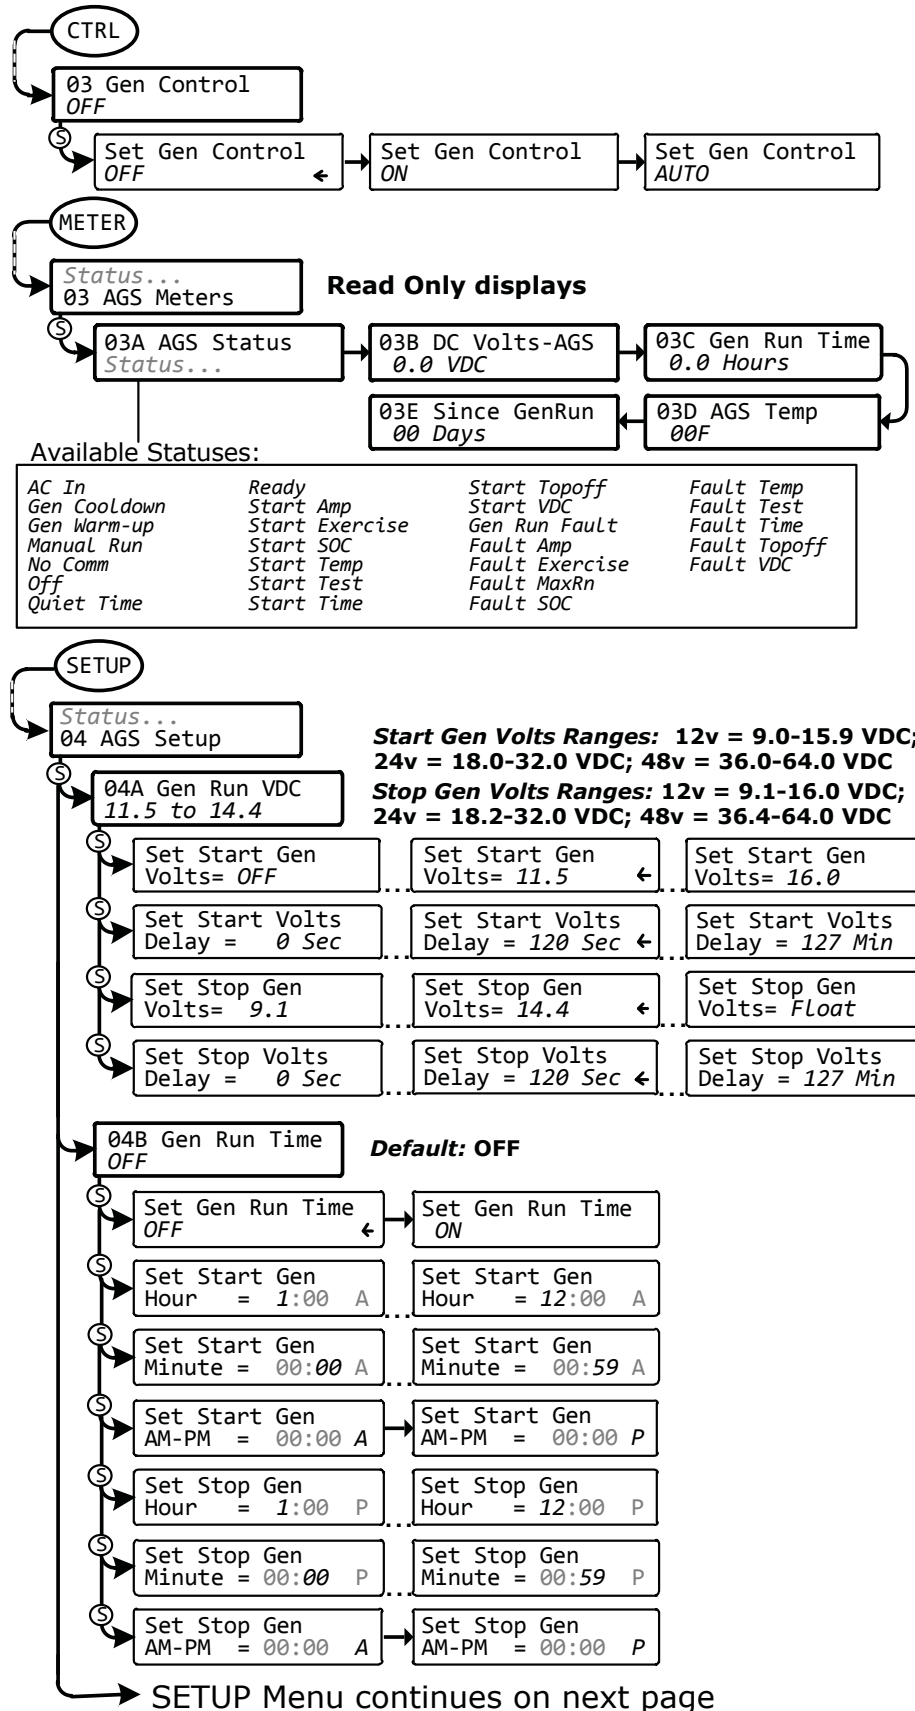 CTRL
03 Gen Control
OFF
S
Set Gen Control
OFF ←
Set Gen Control
ON
Set Gen Control
AUTO
METER
Status...
03 AGS Meters
Read Only displays
S
03A AGS Status
Status...
03B DC Volts-AGS
0.0 VDC
03C Gen Run Time
0.0 Hours
03E Since GenRun
00 Days
03D AGS Temp
00F
Available Statuses:
AC In
Gen Cooldown
Gen Warm-up
Manual Run
No Comm
Off
Quiet Time
Ready
Start Amp
Start Exercise
Start SOC
Start Temp
Start Test
Start Time
Start Topoff
Start VDC
Gen Run Fault
Fault Amp
Fault Exercise
Fault MaxRn
Fault SOC
Fault Temp
Fault Test
Fault Time
Fault Topoff
Fault VDC
SETUP
Status...
04 AGS Setup
Start Gen Volts Ranges: 12v = 9.0-15.9 VDC;
24v = 18.0-32.0 VDC; 48v = 36.0-64.0 VDC
Stop Gen Volts Ranges: 12v = 9.1-16.0 VDC;
24v = 18.2-32.0 VDC; 48v = 36.4-64.0 VDC
S
04A Gen Run VDC
11.5 to 14.4
S
Set Start Gen
Volts= OFF
...
Set Start Gen
Volts= 11.5 ←
...
Set Start Gen
Volts= 16.0
S
Set Start Volts
Delay = 0 Sec
...
Set Start Volts
Delay = 120 Sec ←
...
Set Start Volts
Delay = 127 Min
S
Set Stop Gen
Volts= 9.1
...
Set Stop Gen
Volts= 14.4 ←
...
Set Stop Gen
Volts= Float
S
Set Stop Volts
Delay = 0 Sec
...
Set Stop Volts
Delay = 120 Sec ←
...
Set Stop Volts
Delay = 127 Min
04B Gen Run Time
OFF
Default: OFF
S
Set Gen Run Time
OFF ←
Set Gen Run Time
ON
S
Set Start Gen
Hour = 1:00 A
...
Set Start Gen
Hour = 12:00 A
S
Set Start Gen
Minute = 00:00 A
...
Set Start Gen
Minute = 00:59 A
S
Set Start Gen
AM-PM = 00:00 A
Set Start Gen
AM-PM = 00:00 P
S
Set Stop Gen
Hour = 1:00 P
...
Set Stop Gen
Hour = 12:00 P
S
Set Stop Gen
Minute = 00:00 P
...
Set Stop Gen
Minute = 00:59 P
S
Set Stop Gen
AM-PM = 00:00 A
Set Stop Gen
AM-PM = 00:00 P
SETUP Menu continues on next page